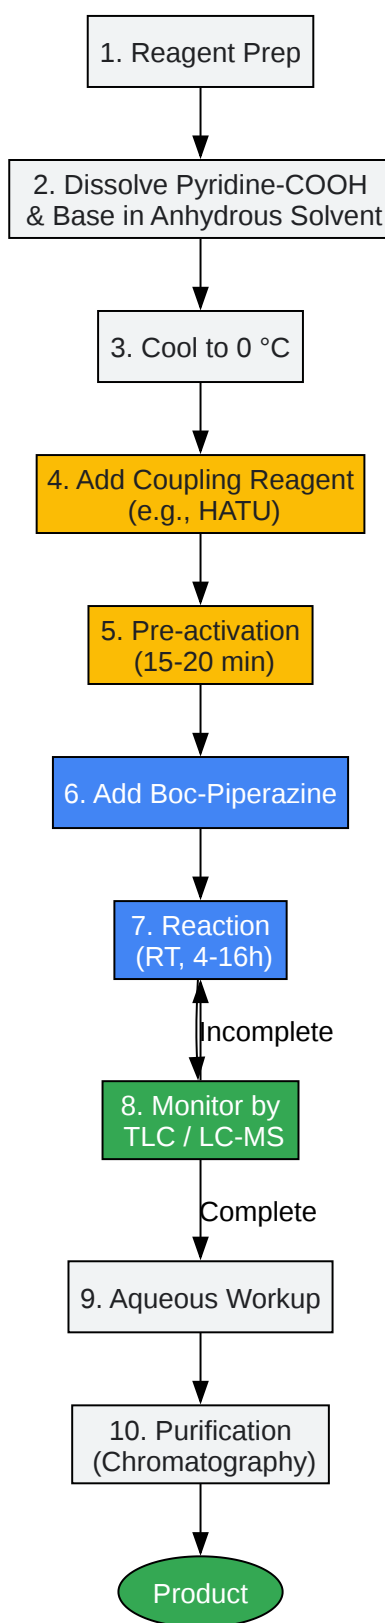 1. Reagent Prep
2. Dissolve Pyridine-COOH
& Base in Anhydrous Solvent
3. Cool to 0 °C
4. Add Coupling Reagent
(e.g., HATU)
5. Pre-activation
(15-20 min)
6. Add Boc-Piperazine
7. Reaction
(RT, 4-16h)
Incomplete
8. Monitor by
TLC / LC-MS
Complete
9. Aqueous Workup
10. Purification
(Chromatography)
Product